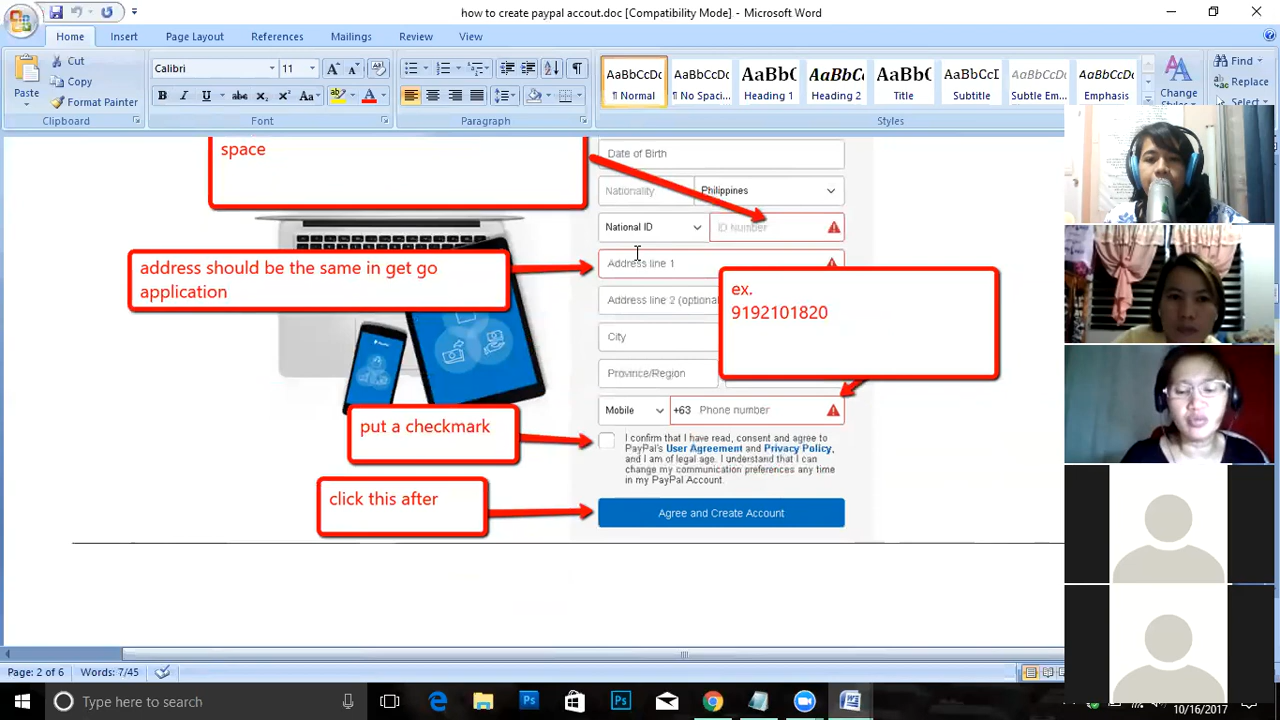 how to create paypal accout.doc [Compatibility Mode] - Microsoft Word
Home Insert Page Layout References Mailings Review View
Paste
Cut
Copy
Format Painter
Clipboard
Calibri 11
B I U abc X₂ X² Aa
Font
Paragraph
AaBbCcDc AaBbCcDc AaBbC AaBbCc AaBbC AaBbCcI AaBbCcDc AaBbCcDc
¶ Normal ¶ No Spaci... Heading 1 Heading 2 Title Subtitle Subtle Em... Emphasis
Change
Styles
Find
Replace
Select
space
Date of Birth
Nationality Philippines
National ID ID Number
address should be the same in get go
application
Address line 1
Address line 2 (optional
City
Province/Region
ex.
9192101820
Mobile +63 Phone number
put a checkmark
I confirm that I have read, consent and agree to
PayPal's User Agreement and Privacy Policy,
and I am of legal age. I understand that I can
change my communication preferences any time
in my PayPal Account.
click this after
Agree and Create Account
Page: 2 of 6 Words: 7/45
Type here to search
10/16/2017